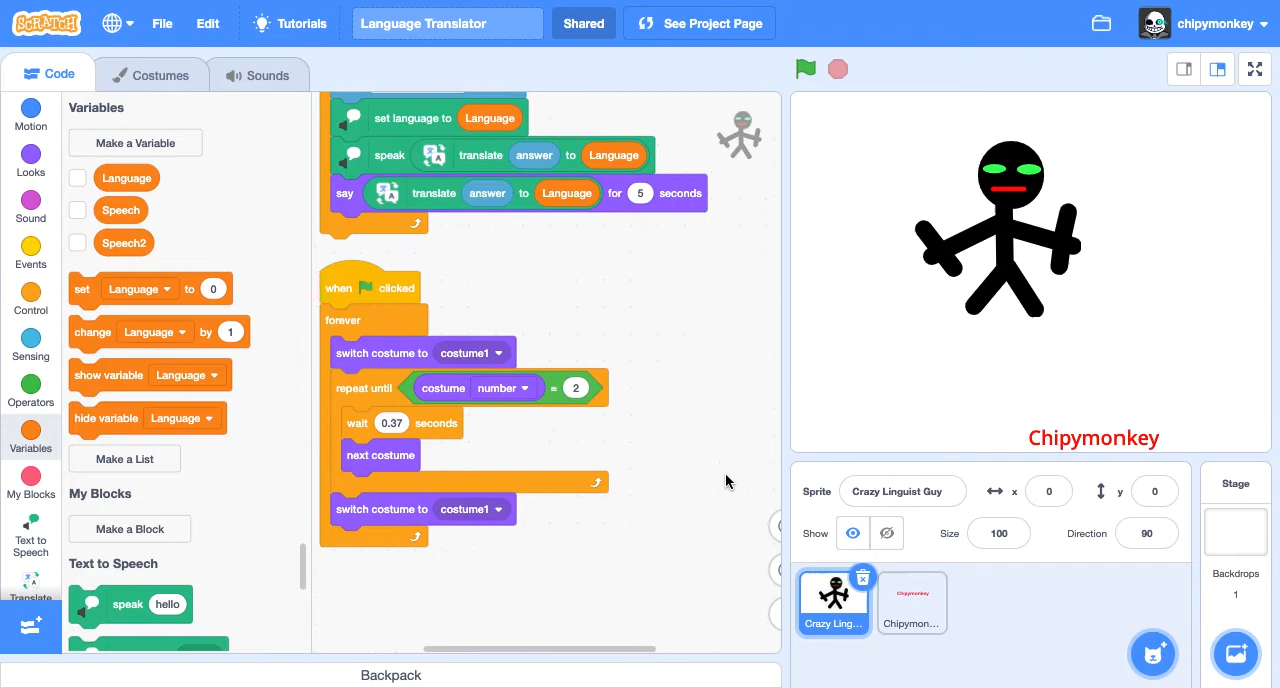 SCRATCH File Edit Tutorials Language Translator Shared See Project Page chipymonkey
Code Costumes Sounds
Motion
Looks
Sound
Events
Control
Sensing
Operators
Variables
My Blocks
Text to
Speech
Translate
Variables
Make a Variable
Language
Speech
Speech2
set Language to 0
change Language by 1
show variable Language
hide variable Language
Make a List
My Blocks
Make a Block
Text to Speech
speak hello
set language to Language
speak translate answer to Language
say translate answer to Language for 5 seconds
when clicked
forever
switch costume to costume1
repeat until costume number = 2
wait 0.37 seconds
next costume
switch costume to costume1
Backpack
Chipymonkey
Sprite Crazy Linguist Guy x 0 y 0
Show Size 100 Direction 90
Crazy Ling... Chipymon...
Stage
Backdrops
1